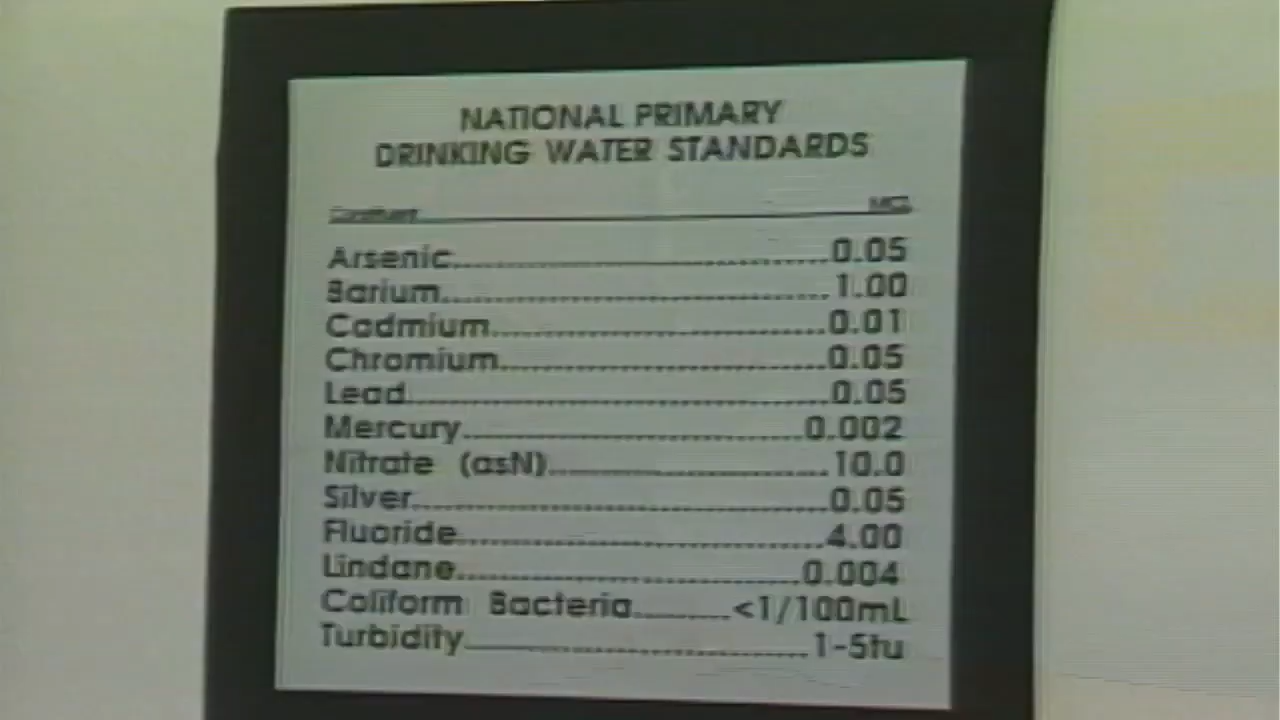 NATIONAL PRIMARY
DRINKING WATER STANDARDS
Constituent MCL
Arsenic 0.05
Barium 1.00
Cadmium 0.01
Chromium 0.05
Lead 0.05
Mercury 0.002
Nitrate (asN) 10.0
Silver 0.05
Fluoride 4.00
Lindane 0.004
Coliform Bacteria <1/100mL
Turbidity 1-5tu